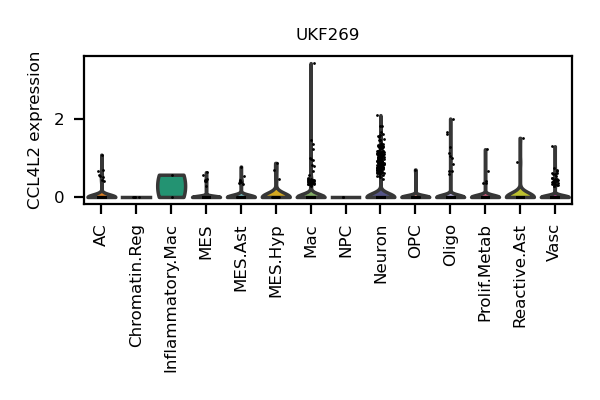 UKF269
CCL4L2 expression
2
0
AC
Chromatin.Reg
Inflammatory.Mac
MES
MES.Ast
MES.Hyp
Mac
NPC
Neuron
OPC
Oligo
Prolif.Metab
Reactive.Ast
Vasc